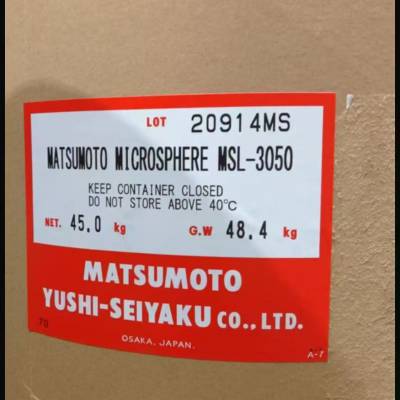 LOT 20914MS
MATSUMOTO MICROSPHERE MSL-3050
KEEP CONTAINER CLOSED
DO NOT STORE ABOVE 40°C
NET. 45.0 kg G.W 48.4 kg
MATSUMOTO
YUSHI-SEIYAKU CO., LTD.
70
OSAKA, JAPAN.
A-7